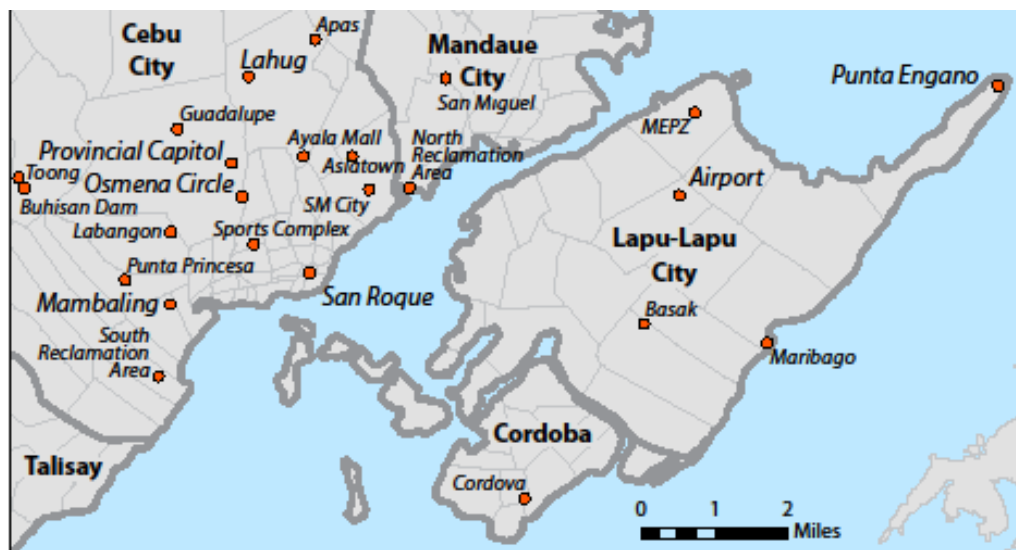 Apas
Cebu
City
Lahug
Mandaue
City
San Miguel
Punta Engano
Guadalupe
MEPZ
Ayala Mall
North
Reclamation
Area
Provincial Capitol
Asiatown
Toong
Osmena Circle
Airport
Buhisan Dam
SM City
Labangon
Sports Complex
Lapu-Lapu
City
Punta Princesa
San Roque
Mambaling
Basak
South
Reclamation
Area
Maribago
Cordoba
Talisay
Cordova
0 1 2
Miles